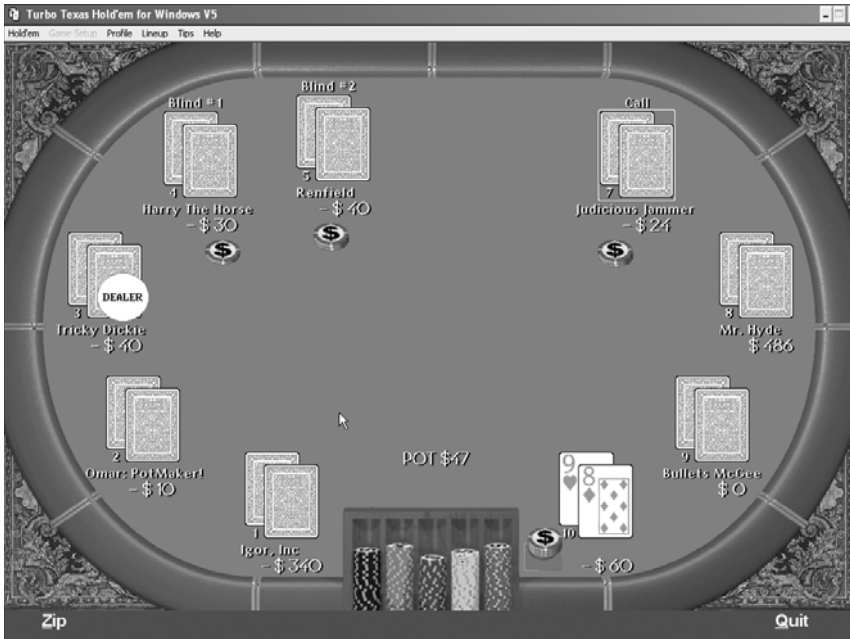 Turbo Texas Hold'em for Windows V5
Hold'em Game Setup Profile Lineup Tips Help
Blind #1
Blind #2
Call
4
5
7
Harry The Horse
-$30
Renfield
-$40
Judicious Jammer
-$24
$
$
$
DEALER
3
8
Tricky Dickie
-$40
Mr. Hyde
$486
2
9
Omar: PotMaker!
-$10
POT $47
9
8
Bullets McGee
$0
1
10
$
Igor, Inc
-$340
-$60
Zip
Quit